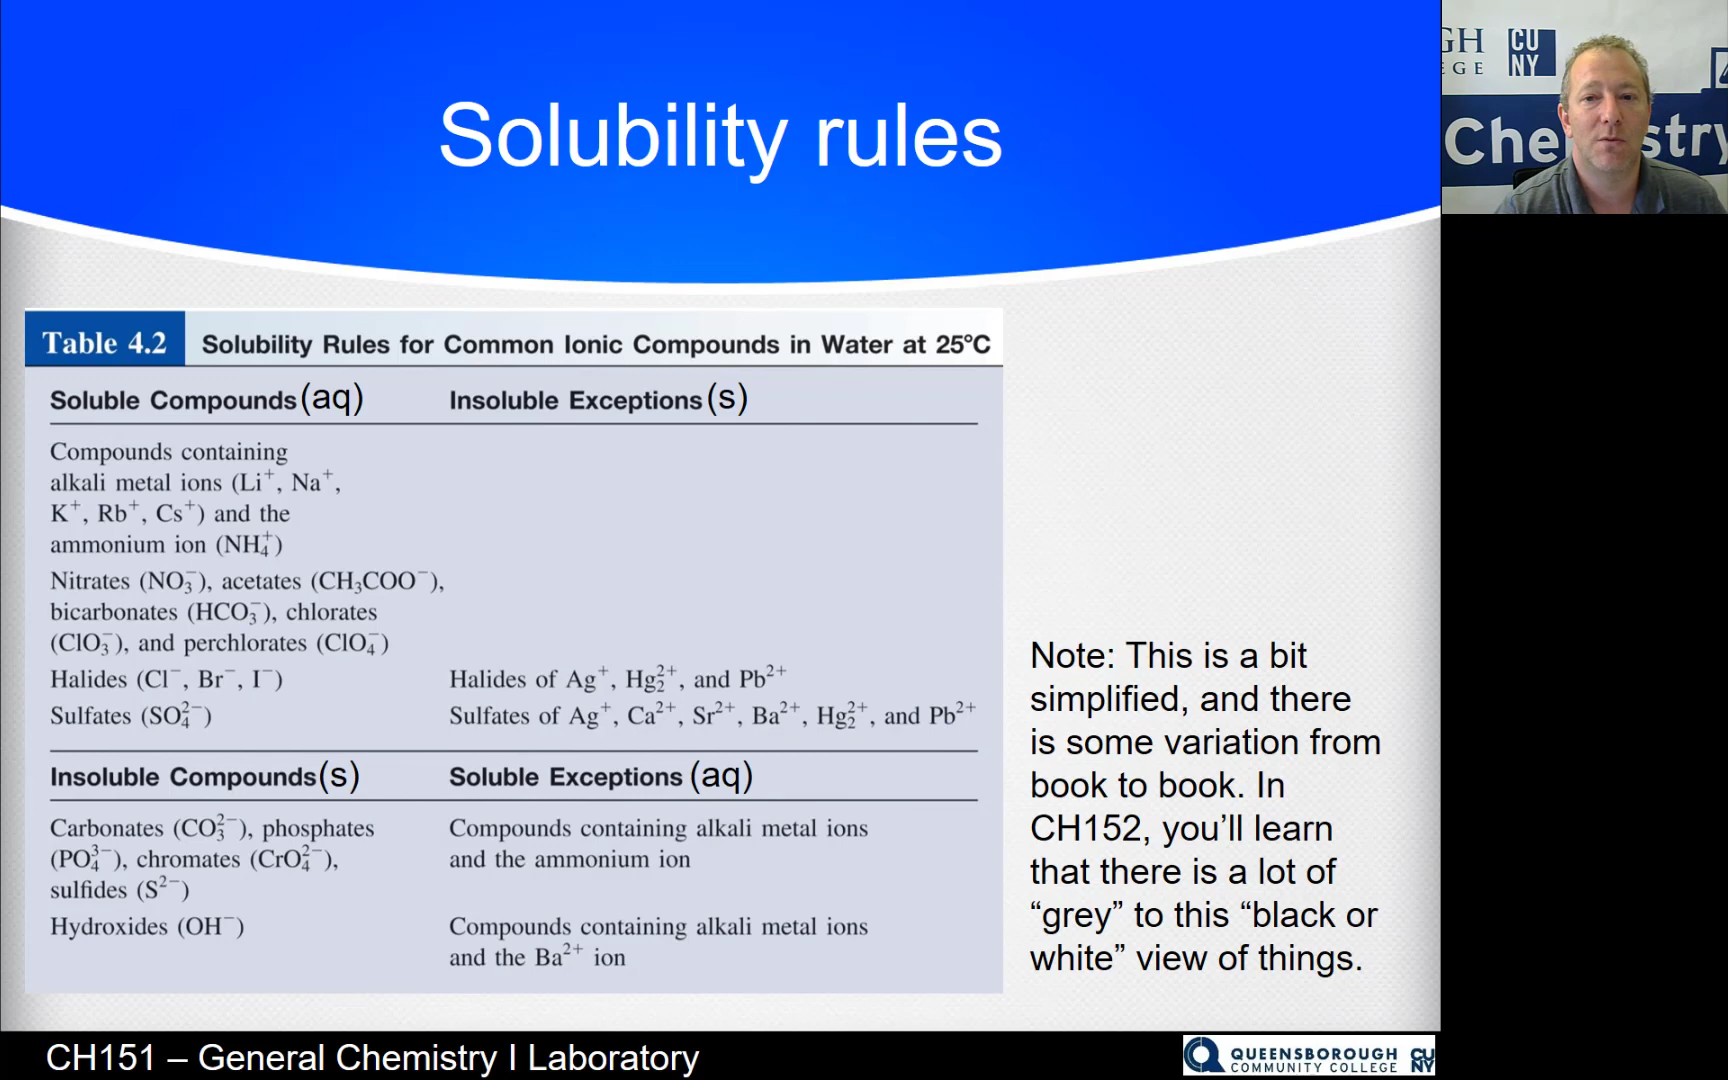 Solubility rules
Table 4.2 Solubility Rules for Common Ionic Compounds in Water at 25°C
Soluble Compounds (aq) Insoluble Exceptions (s)
Compounds containing
alkali metal ions (Li⁺, Na⁺,
K⁺, Rb⁺, Cs⁺) and the
ammonium ion (NH₄⁺)
Nitrates (NO₃⁻), acetates (CH₃COO⁻),
bicarbonates (HCO₃⁻), chlorates
(ClO₃⁻), and perchlorates (ClO₄⁻)
Halides (Cl⁻, Br⁻, I⁻) Halides of Ag⁺, Hg₂²⁺, and Pb²⁺
Sulfates (SO₄²⁻) Sulfates of Ag⁺, Ca²⁺, Sr²⁺, Ba²⁺, Hg₂²⁺, and Pb²⁺
Insoluble Compounds (s) Soluble Exceptions (aq)
Carbonates (CO₃²⁻), phosphates Compounds containing alkali metal ions
(PO₄³⁻), chromates (CrO₄²⁻), and the ammonium ion
sulfides (S²⁻)
Hydroxides (OH⁻) Compounds containing alkali metal ions
and the Ba²⁺ ion
Note: This is a bit
simplified, and there
is some variation from
book to book. In
CH152, you’ll learn
that there is a lot of
“grey” to this “black or
white” view of things.
CH151 – General Chemistry I Laboratory
QUEENSBOROUGH
COMMUNITY COLLEGE
CU
NY
GH
EGE
CU
NY
Che stry